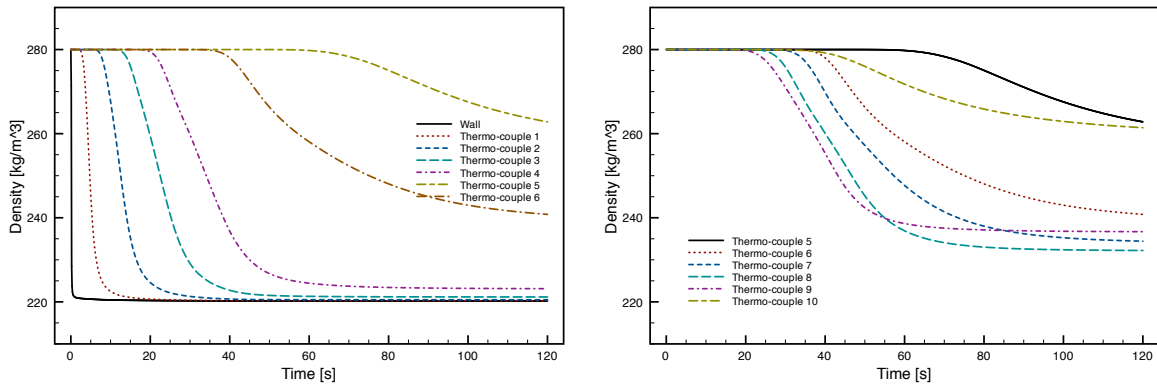 Density [kg/m^3]
280
260
240
220
Wall
Thermo-couple 1
Thermo-couple 2
Thermo-couple 3
Thermo-couple 4
Thermo-couple 5
Thermo-couple 6
0 20 40 60 80 100 120
Time [s]
Density [kg/m^3]
280
260
240
220
Thermo-couple 5
Thermo-couple 6
Thermo-couple 7
Thermo-couple 8
Thermo-couple 9
Thermo-couple 10
0 20 40 60 80 100 120
Time [s]